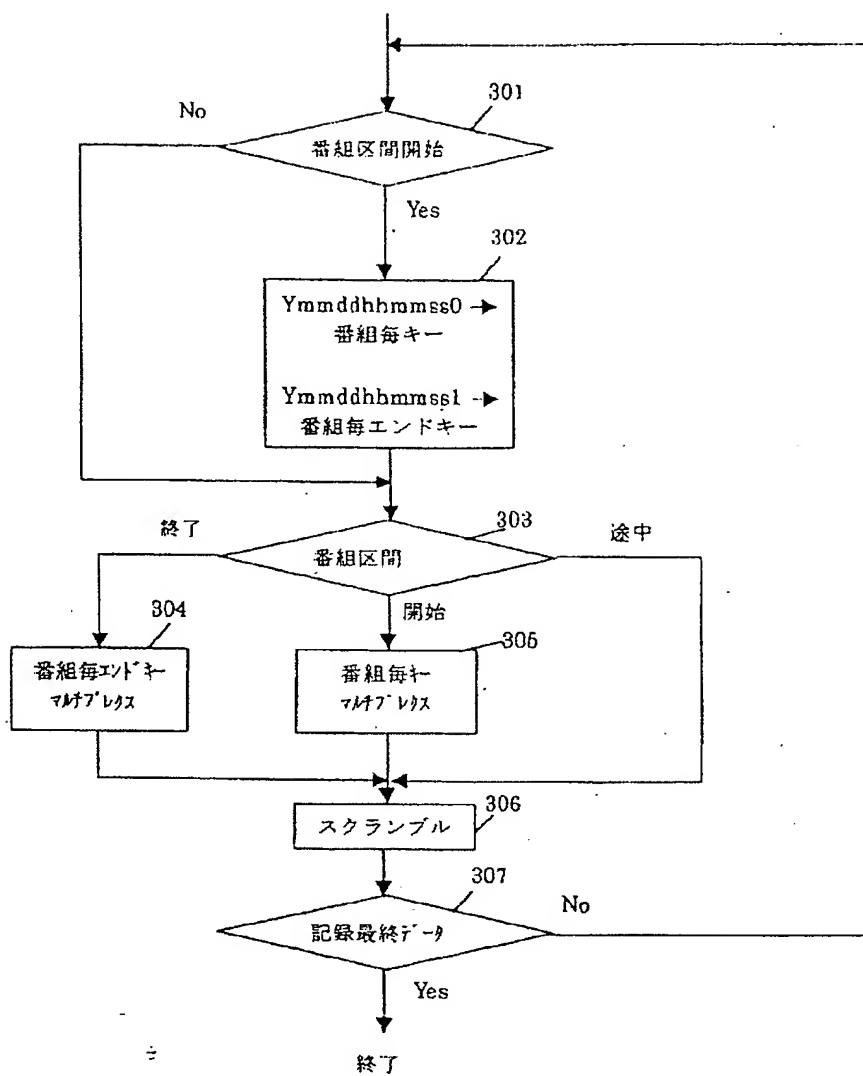 301
No
番組区間開始
Yes
302
Ymmddhhmmss0 →
番組毎キー
Ymmddhhmmss1 →
番組毎エンドキー
303
終了
途中
番組区間
開始
304
305
番組毎エンドキー
マルチプレクス
番組毎キー
マルチプレクス
306
スクランブル
307
No
記録最終データ
Yes
終了